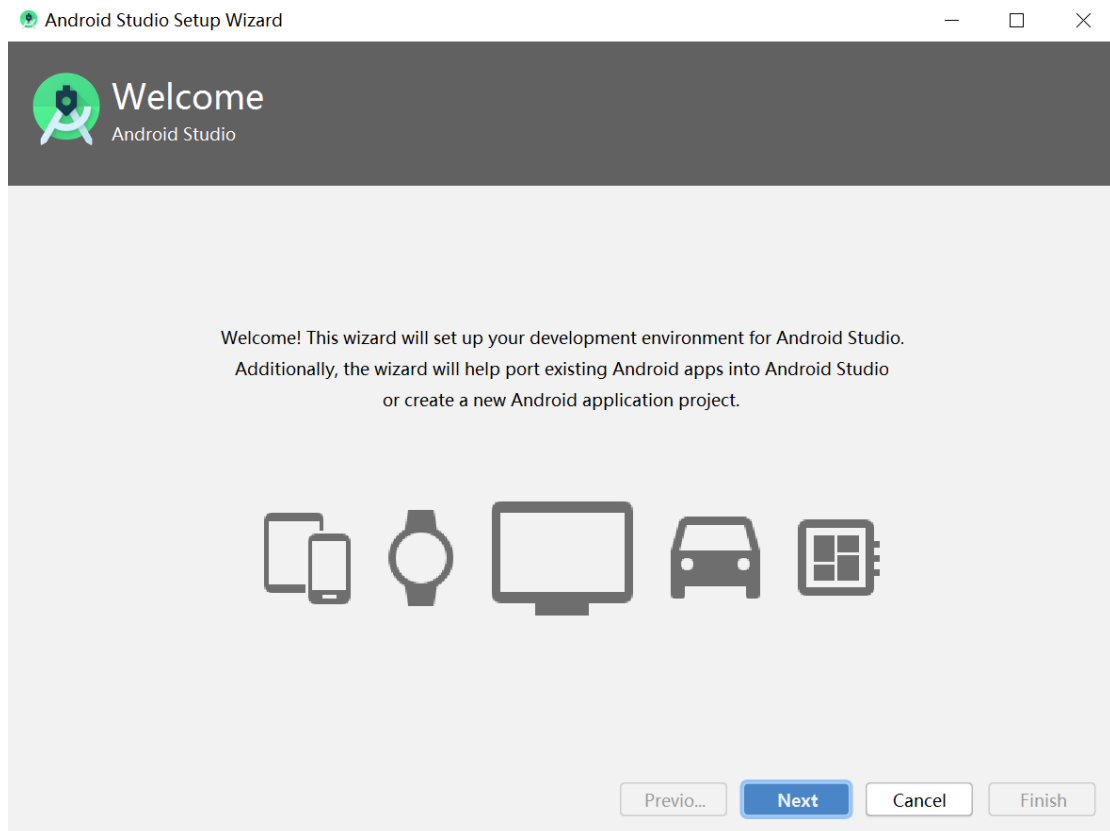 Android Studio Setup Wizard
Welcome
Android Studio
Welcome! This wizard will set up your development environment for Android Studio.
Additionally, the wizard will help port existing Android apps into Android Studio
or create a new Android application project.
Previo... Next Cancel Finish